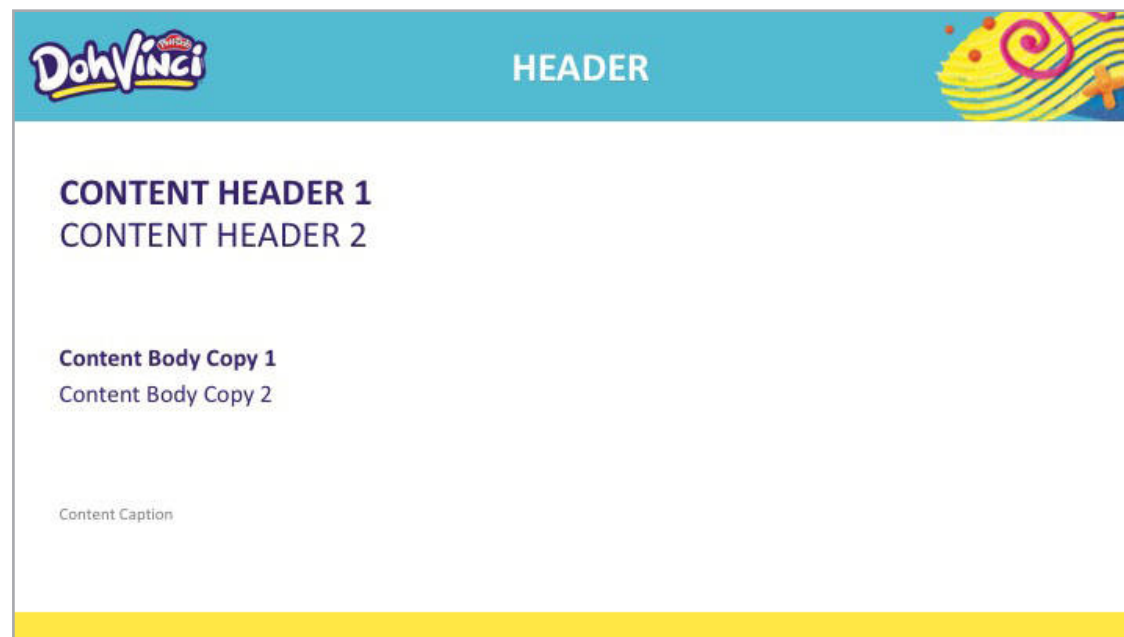 PLAY-DOH
DohVinci
HEADER
CONTENT HEADER 1
CONTENT HEADER 2
Content Body Copy 1
Content Body Copy 2
Content Caption